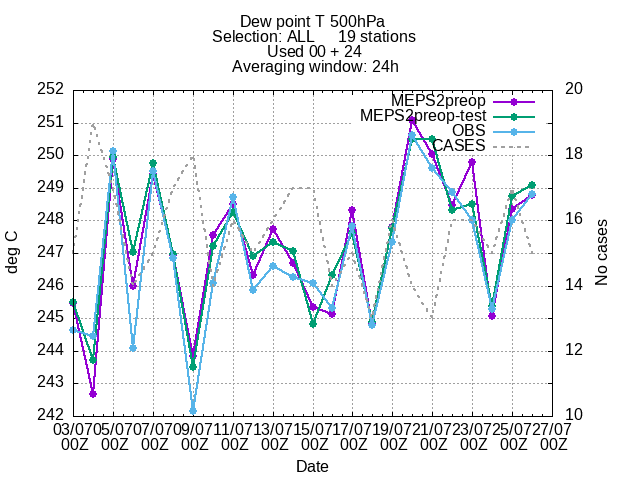 Dew point T 500hPa
Selection: ALL 19 stations
Used 00 + 24
Averaging window: 24h
MEPS2preop
MEPS2preop-test
OBS
CASES
252
251
250
249
248
247
246
245
244
243
242
deg C
20
18
16
14
12
10
No cases
03/07 05/07 07/07 09/07 11/07 13/07 15/07 17/07 19/07 21/07 23/07 25/07 27/07
00Z 00Z 00Z 00Z 00Z 00Z 00Z 00Z 00Z 00Z 00Z 00Z 00Z
Date